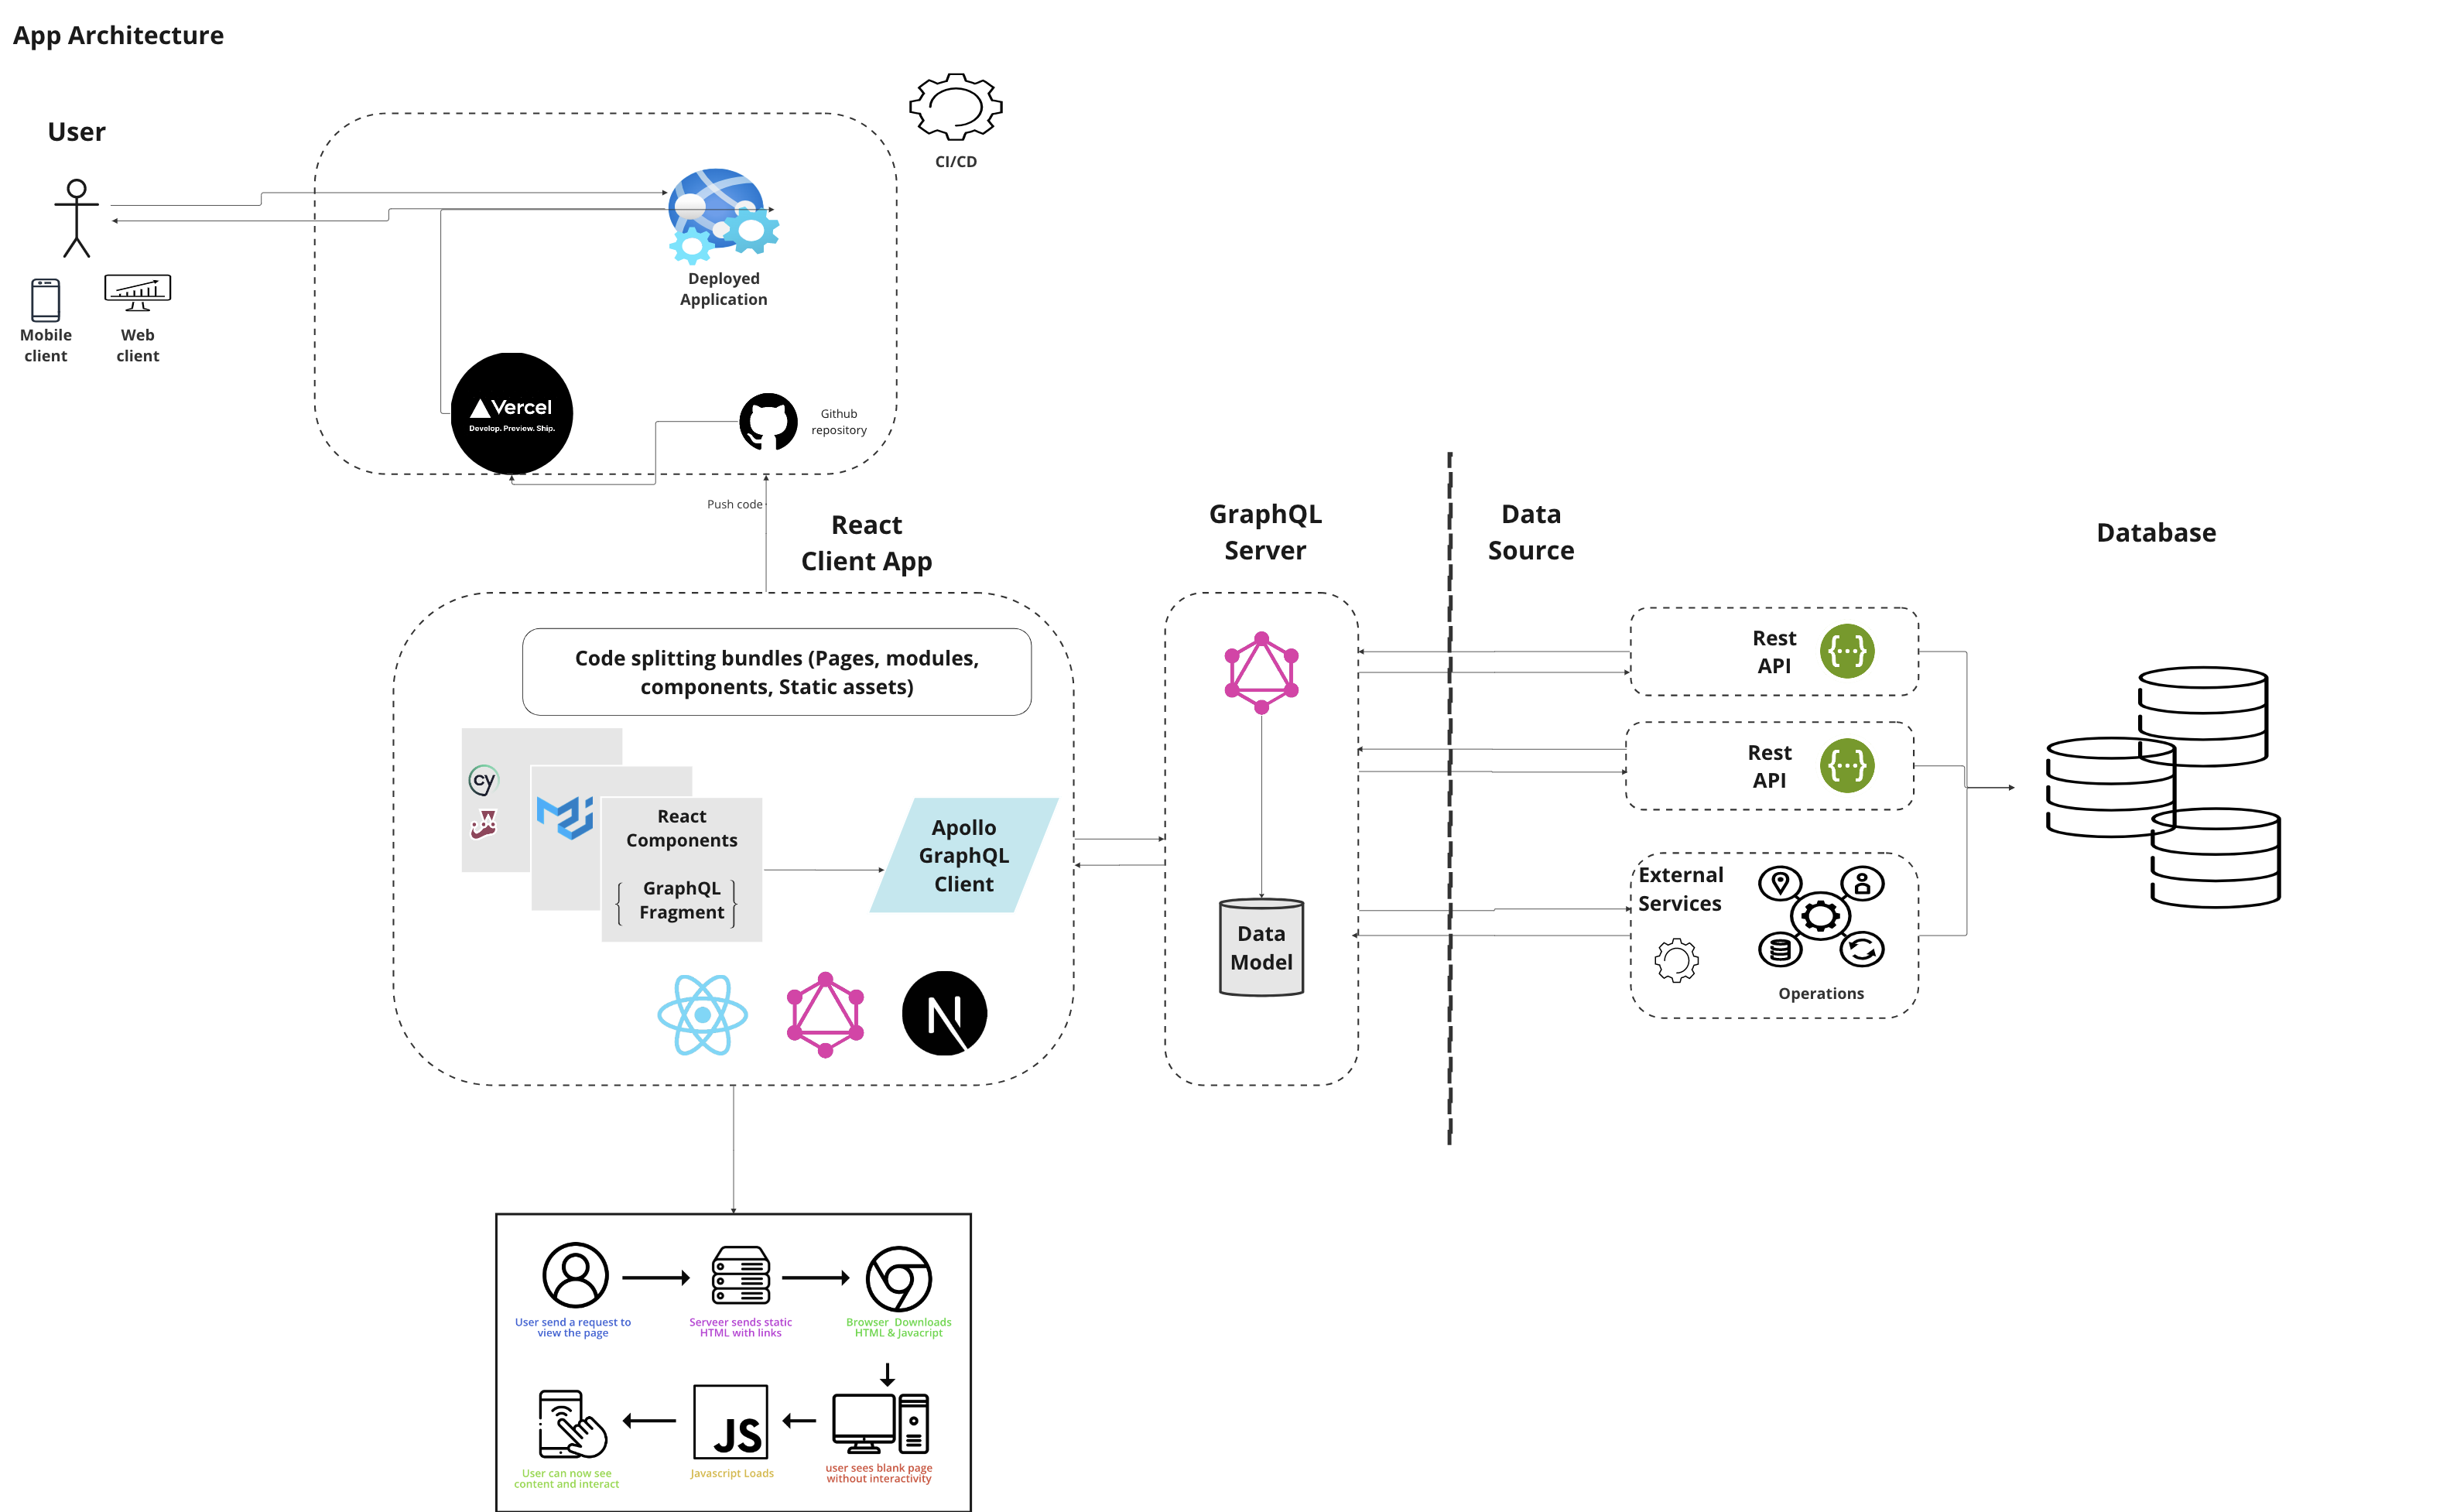 App Architecture
User
CI/CD
Deployed
Application
Mobile
client
Web
client
Vercel
Develop. Preview. Ship.
Github
repository
Push code
React
Client App
GraphQL
Server
Data
Source
Database
Code splitting bundles (Pages, modules,
components, Static assets)
Rest
API
Rest
API
cy
React
Components
{ GraphQL
Fragment }
Apollo
GraphQL
Client
Data
Model
External
Services
Operations
N
User send a request to
view the page
Serveer sends static
HTML with links
Browser Downloads
HTML & Javacript
JS
User can now see
content and interact
Javascript Loads
user sees blank page
without interactivity